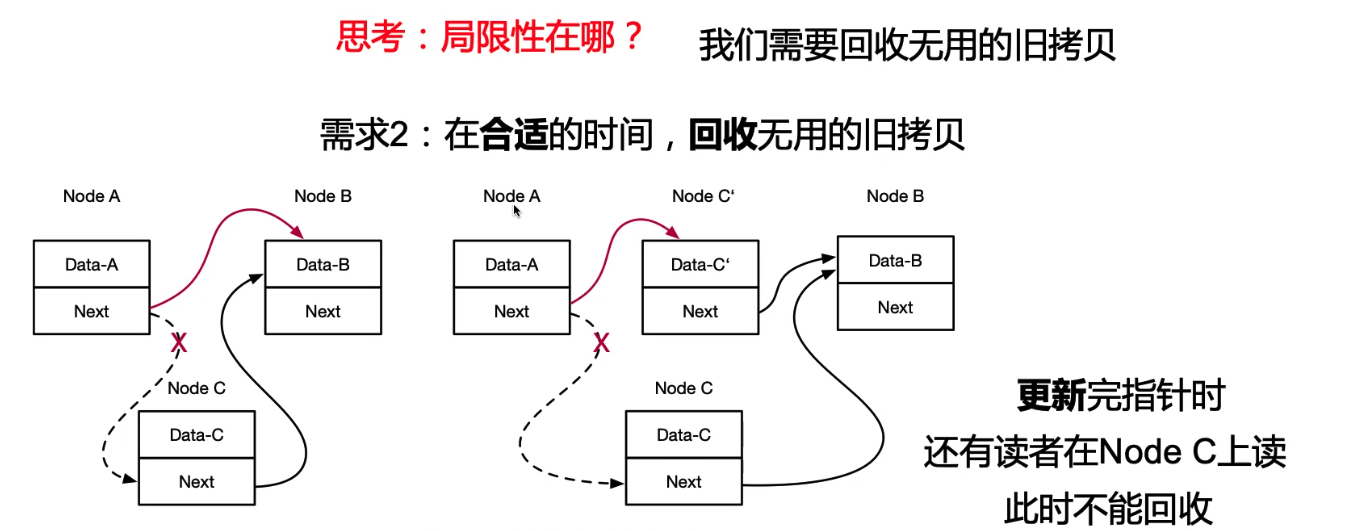 思考：局限性在哪？ 我们需要回收无用的旧拷贝
需求2：在合适的时间，回收无用的旧拷贝
Node A
Node B
Data-A
Next
Data-B
Next
X
Node C
Data-C
Next
Node A
Node C‘
Node B
Data-A
Next
Data-C‘
Next
Data-B
Next
X
Node C
Data-C
Next
更新完指针时
还有读者在Node C上读
此时不能回收